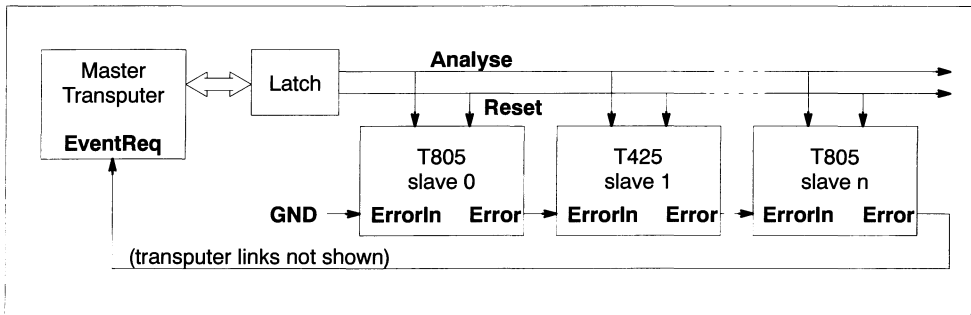 Master
Transputer
EventReq
Latch
Analyse
Reset
T805
slave 0
T425
slave 1
T805
slave n
GND
ErrorIn Error
ErrorIn Error
ErrorIn Error
(transputer links not shown)